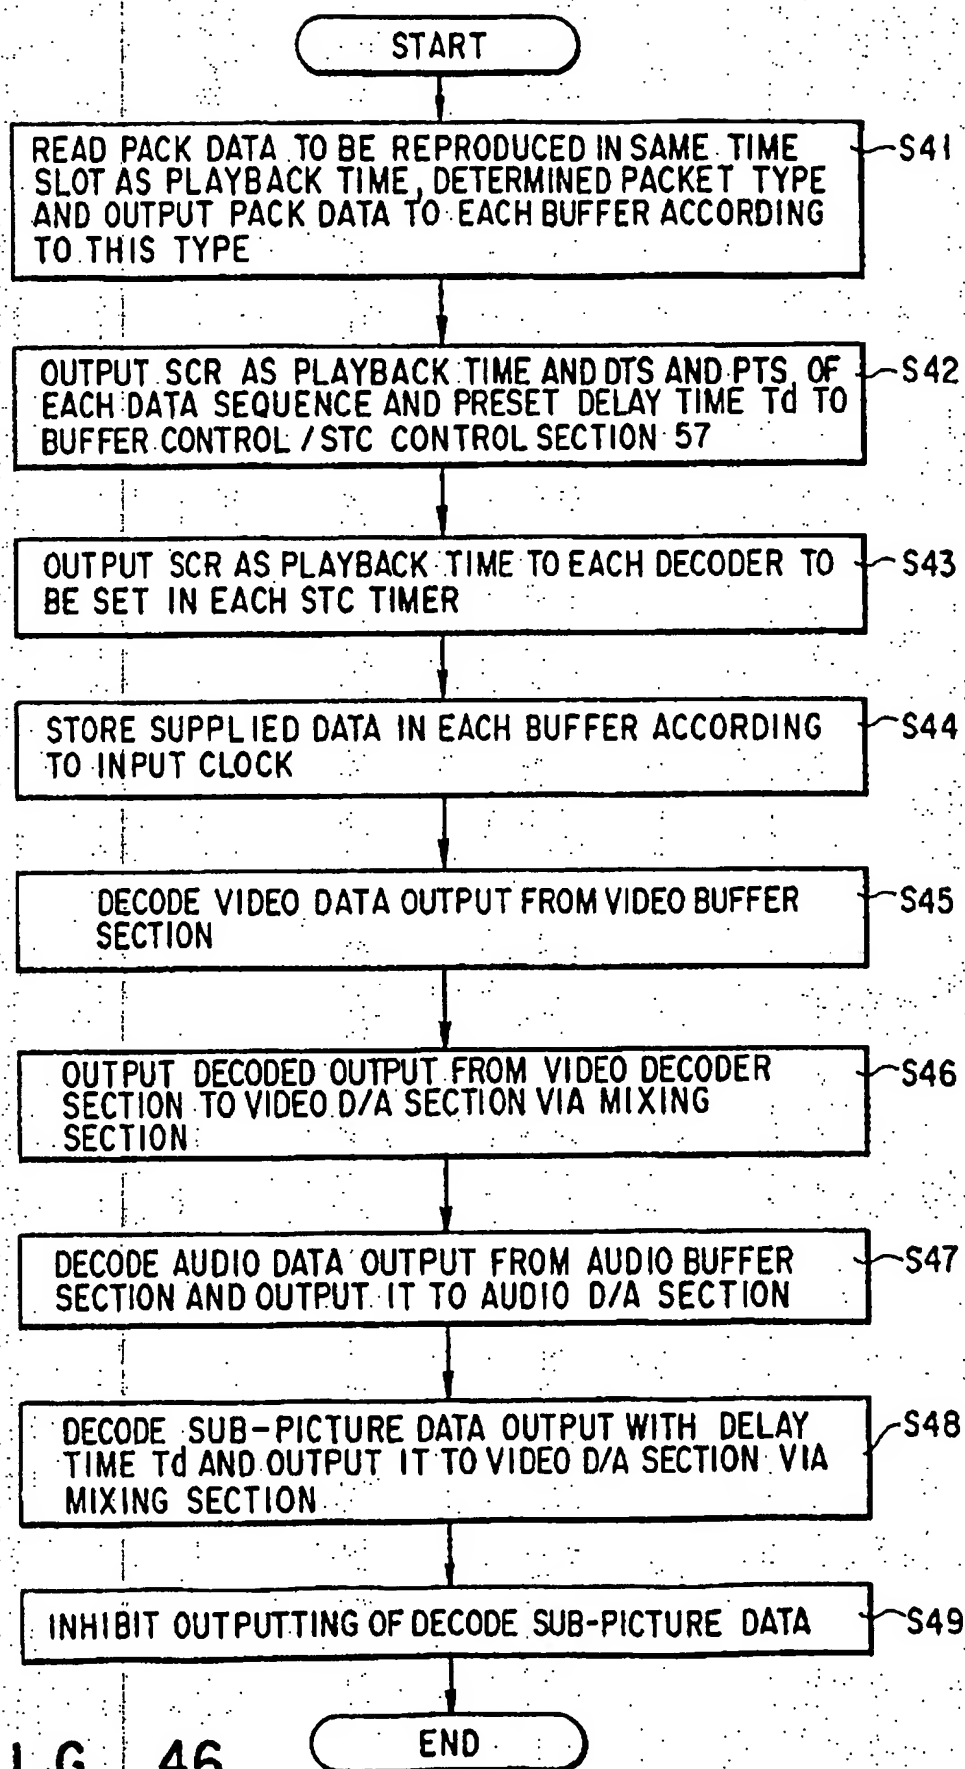 START
READ PACK DATA TO BE REPRODUCED IN SAME TIME
SLOT AS PLAYBACK TIME, DETERMINED PACKET TYPE
AND OUTPUT PACK DATA TO EACH BUFFER ACCORDING
TO THIS TYPE
S41
OUTPUT SCR AS PLAYBACK TIME AND DTS AND PTS OF
EACH DATA SEQUENCE AND PRESET DELAY TIME Td TO
BUFFER CONTROL / STC CONTROL SECTION 57
S42
OUTPUT SCR AS PLAYBACK TIME TO EACH DECODER TO
BE SET IN EACH STC TIMER
S43
STORE SUPPLIED DATA IN EACH BUFFER ACCORDING
TO INPUT CLOCK
S44
DECODE VIDEO DATA OUTPUT FROM VIDEO BUFFER
SECTION
S45
OUTPUT DECODED OUTPUT FROM VIDEO DECODER
SECTION TO VIDEO D/A SECTION VIA MIXING
SECTION
S46
DECODE AUDIO DATA OUTPUT FROM AUDIO BUFFER
SECTION AND OUTPUT IT TO AUDIO D/A SECTION
S47
DECODE SUB-PICTURE DATA OUTPUT WITH DELAY
TIME Td AND OUTPUT IT TO VIDEO D/A SECTION VIA
MIXING SECTION
S48
INHIBIT OUTPUTTING OF DECODE SUB-PICTURE DATA
S49
END
I G. 46